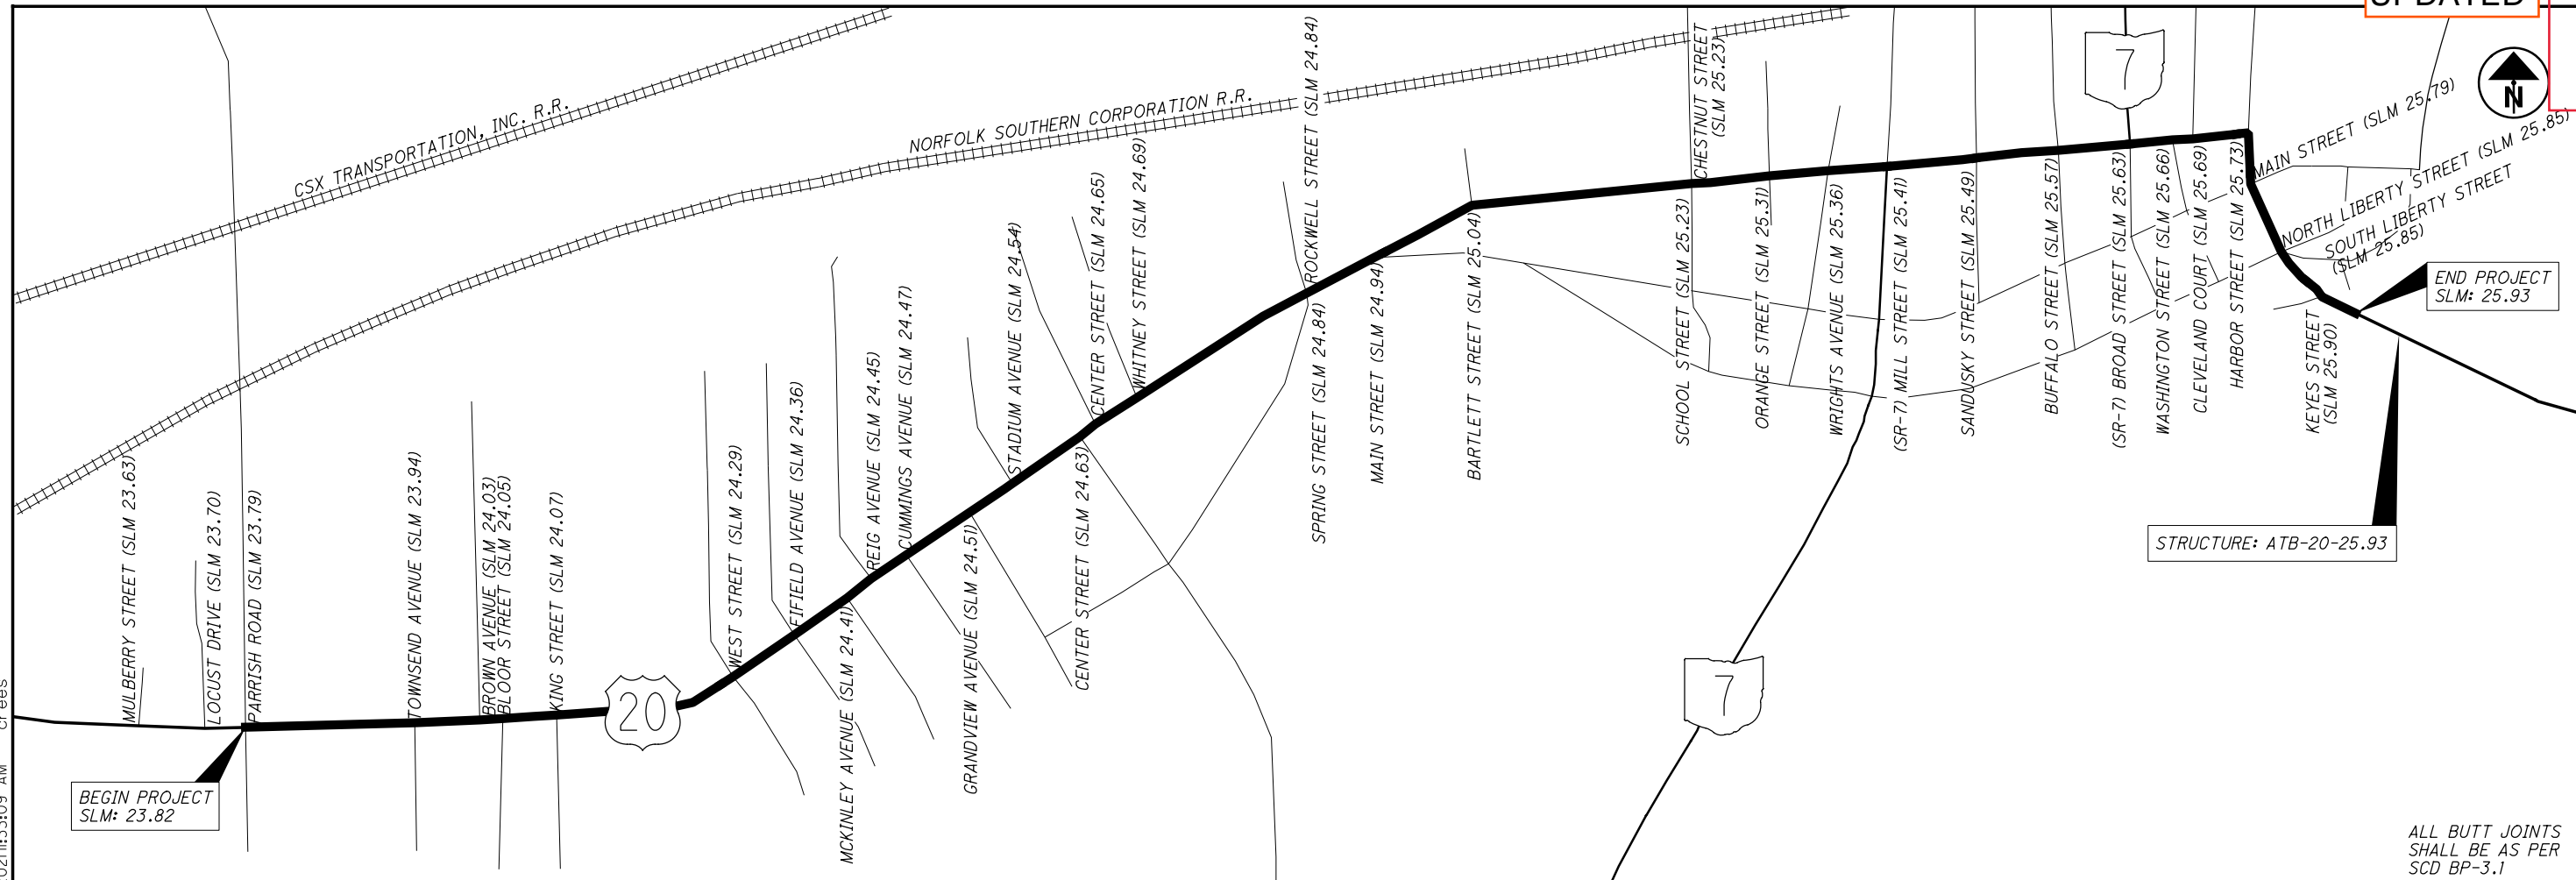 UPDATED
CSX TRANSPORTATION, INC. R.R.
NORFOLK SOUTHERN CORPORATION R.R.
7
N
MULBERRY STREET (SLM 23.63)
LOCUST DRIVE (SLM 23.70)
PARRISH ROAD (SLM 23.79)
TOWNSEND AVENUE (SLM 23.94)
BROWN AVENUE (SLM 24.03)
BLOOR STREET (SLM 24.05)
KING STREET (SLM 24.07)
20
WEST STREET (SLM 24.29)
FIFIELD AVENUE (SLM 24.36)
MCKINLEY AVENUE (SLM 24.41)
REIG AVENUE (SLM 24.45)
CUMMINGS AVENUE (SLM 24.47)
GRANDVIEW AVENUE (SLM 24.51)
STADIUM AVENUE (SLM 24.54)
CENTER STREET (SLM 24.63)
CENTER STREET (SLM 24.65)
WHITNEY STREET (SLM 24.69)
ROCKWELL STREET (SLM 24.84)
SPRING STREET (SLM 24.84)
MAIN STREET (SLM 24.94)
BARTLETT STREET (SLM 25.04)
CHESTNUT STREET
(SLM 25.23)
SCHOOL STREET (SLM 25.23)
ORANGE STREET (SLM 25.31)
WRIGHTS AVENUE (SLM 25.36)
(SR-7) MILL STREET (SLM 25.41)
SANDUSKY STREET (SLM 25.49)
BUFFALO STREET (SLM 25.57)
(SR-7) BROAD STREET (SLM 25.63)
WASHINGTON STREET (SLM 25.66)
CLEVELAND COURT (SLM 25.69)
HARBOR STREET (SLM 25.73)
MAIN STREET (SLM 25.79)
NORTH LIBERTY STREET (SLM 25.85)
SOUTH LIBERTY STREET
(SLM 25.85)
KEYES STREET
(SLM 25.90)
END PROJECT
SLM: 25.93
STRUCTURE: ATB-20-25.93
7
BEGIN PROJECT
SLM: 23.82
ALL BUTT JOINTS
SHALL BE AS PER
SCD BP-3.1